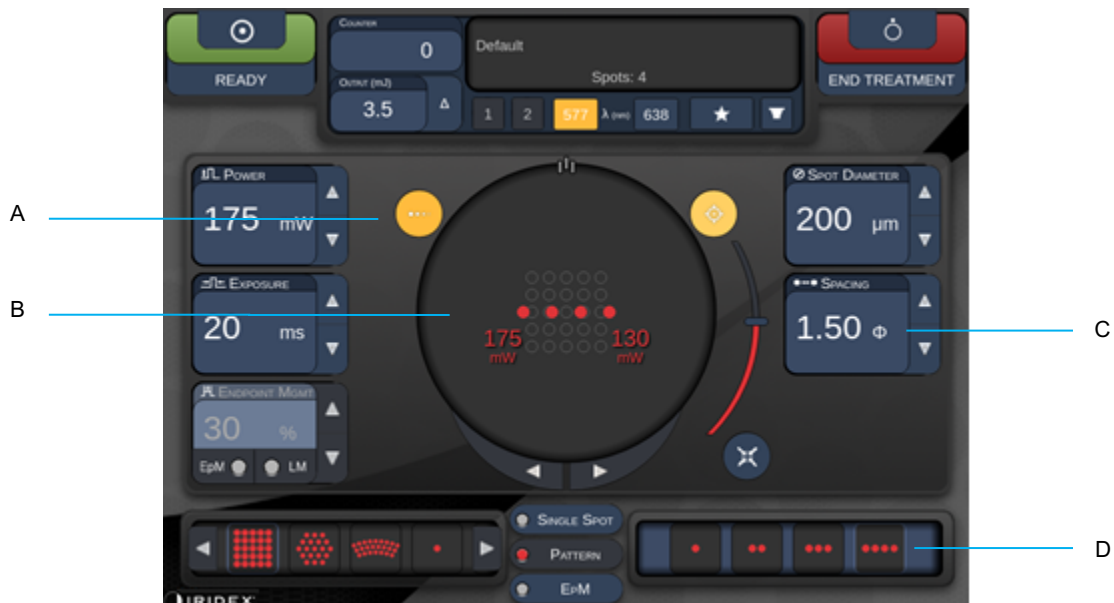 COUNTER
0
Default
Spots: 4
READY
END TREATMENT
OUTPUT (mJ)
3.5
Δ
1 2 577 λ (nm) 638
POWER
175 mW
SPOT DIAMETER
200 µm
A
EXPOSURE
20 ms
SPACING
1.50 Φ
B
C
175 mW
130 mW
ENDPOINT MGMT
30 %
EpM LM
SINGLE SPOT
PATTERN
EPM
D
IRIDEX